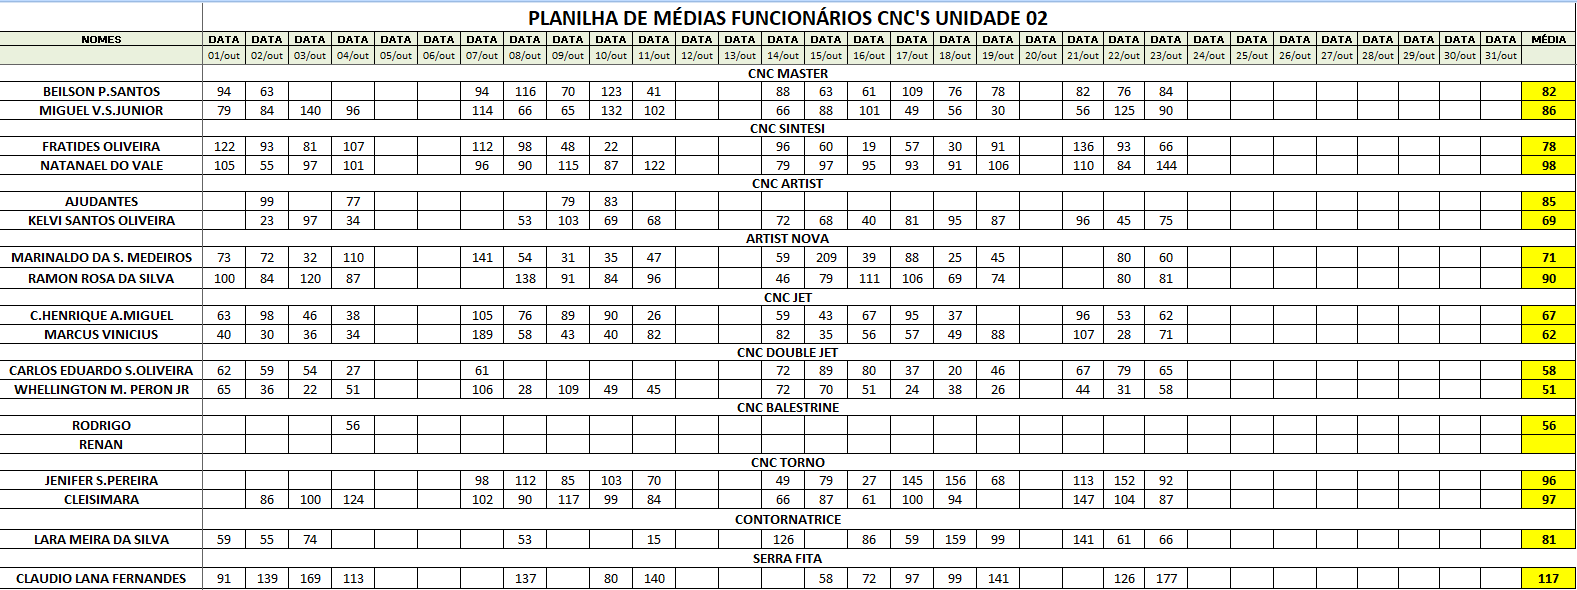 PLANILHA DE MÉDIAS FUNCIONÁRIOS CNC'S UNIDADE 02
NOMES DATA DATA DATA DATA DATA DATA DATA DATA DATA DATA DATA DATA DATA DATA DATA DATA DATA DATA DATA DATA DATA DATA DATA DATA DATA DATA DATA DATA DATA DATA DATA MÉDIA
01/out 02/out 03/out 04/out 05/out 06/out 07/out 08/out 09/out 10/out 11/out 12/out 13/out 14/out 15/out 16/out 17/out 18/out 19/out 20/out 21/out 22/out 23/out 24/out 25/out 26/out 27/out 28/out 29/out 30/out 31/out
CNC MASTER
BEILSON P.SANTOS 94 63 94 116 70 123 41 88 63 61 109 76 78 82 76 84 82
MIGUEL V.S.JUNIOR 79 84 140 96 114 66 65 132 102 66 88 101 49 56 30 56 125 90 86
CNC SINTESI
FRATIDES OLIVEIRA 122 93 81 107 112 98 48 22 96 60 19 57 30 91 136 93 66 78
NATANAEL DO VALE 105 55 97 101 96 90 115 87 122 79 97 95 93 91 106 110 84 144 98
CNC ARTIST
AJUDANTES 99 77 79 83 85
KELVI SANTOS OLIVEIRA 23 97 34 53 103 69 68 72 68 40 81 95 87 96 45 75 69
ARTIST NOVA
MARINALDO DA S. MEDEIROS 73 72 32 110 141 54 31 35 47 59 209 39 88 25 45 80 60 71
RAMON ROSA DA SILVA 100 84 120 87 138 91 84 96 46 79 111 106 69 74 80 81 90
CNC JET
C.HENRIQUE A.MIGUEL 63 98 46 38 105 76 89 90 26 59 43 67 95 37 96 53 62 67
MARCUS VINICIUS 40 30 36 34 189 58 43 40 82 82 35 56 57 49 88 107 28 71 62
CNC DOUBLE JET
CARLOS EDUARDO S.OLIVEIRA 62 59 54 27 61 72 89 80 37 20 46 67 79 65 58
WHELLINGTON M. PERON JR 65 36 22 51 106 28 109 49 45 72 70 51 24 38 26 44 31 58 51
CNC BALESTRINE
RODRIGO 56 56
RENAN
CNC TORNO
JENIFER S.PEREIRA 98 112 85 103 70 49 79 27 145 156 68 113 152 92 96
CLEISIMARA 86 100 124 102 90 117 99 84 66 87 61 100 94 147 104 87 97
CONTORNATRICE
LARA MEIRA DA SILVA 59 55 74 53 15 126 86 59 159 99 141 61 66 81
SERRA FITA
CLAUDIO LANA FERNANDES 91 139 169 113 137 80 140 58 72 97 99 141 126 177 117